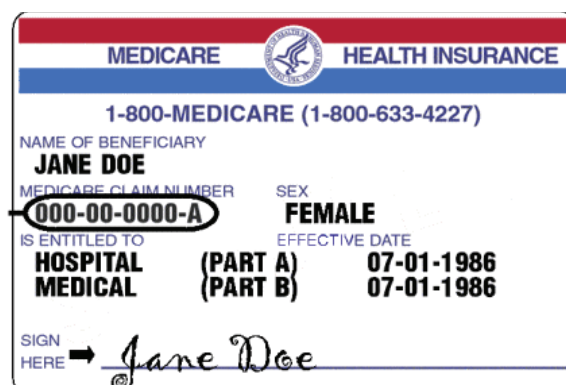 MEDICARE HEALTH INSURANCE
1-800-MEDICARE (1-800-633-4227)
NAME OF BENEFICIARY
JANE DOE
MEDICARE CLAIM NUMBER SEX
000-00-0000-A FEMALE
IS ENTITLED TO EFFECTIVE DATE
HOSPITAL (PART A) 07-01-1986
MEDICAL (PART B) 07-01-1986
SIGN
HERE Jane Doe